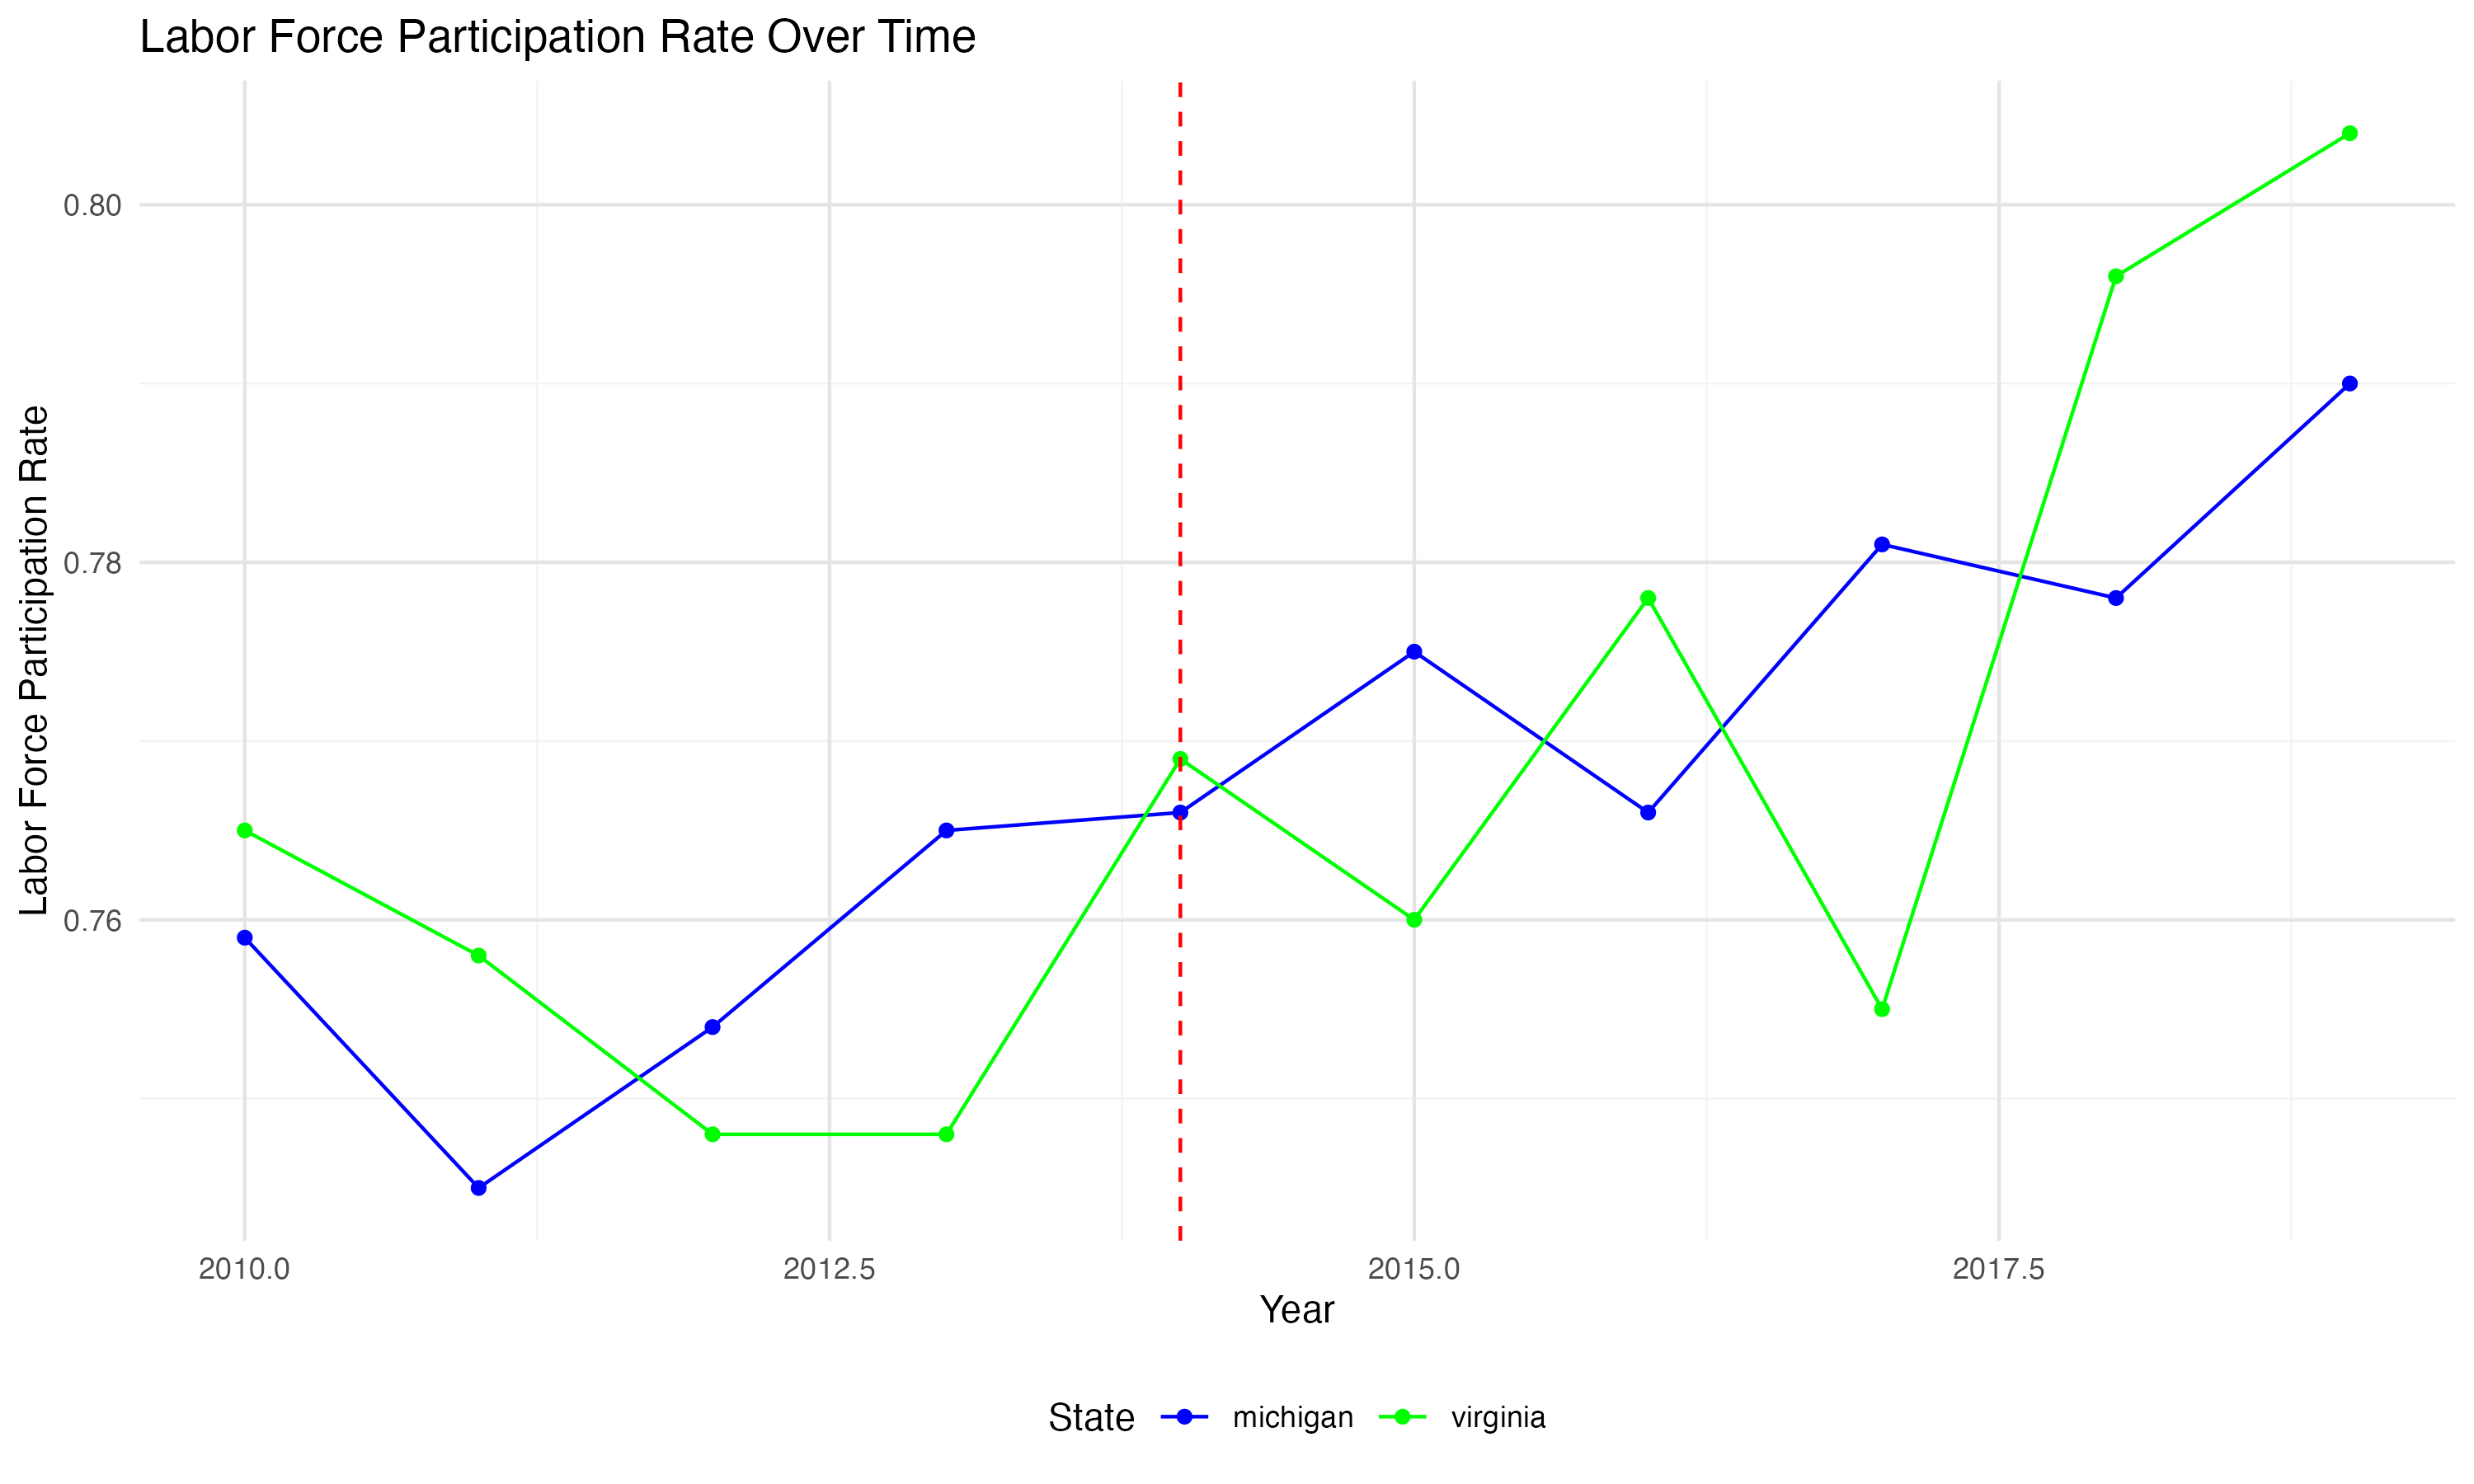 Labor Force Participation Rate Over Time
Labor Force Participation Rate
0.80
0.78
0.76
2010.0 2012.5 2015.0 2017.5
Year
State michigan virginia